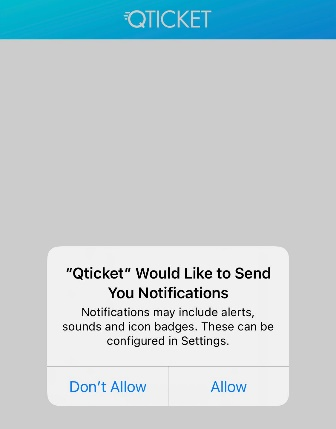 QTICKET
“Qticket” Would Like to Send
You Notifications
Notifications may include alerts,
sounds and icon badges. These can be
configured in Settings.
Don’t Allow
Allow